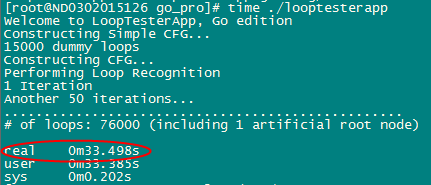 [root@ND0302015126 go_pro]# time ./looptesterapp
Welcome to LoopTesterApp, Go edition
Constructing Simple CFG...
15000 dummy loops
Constructing CFG...
Performing Loop Recognition
1 Iteration
Another 50 iterations...
..................................................
# of loops: 76000 (including 1 artificial root node)
real 0m33.498s
user 0m33.385s
sys 0m0.202s